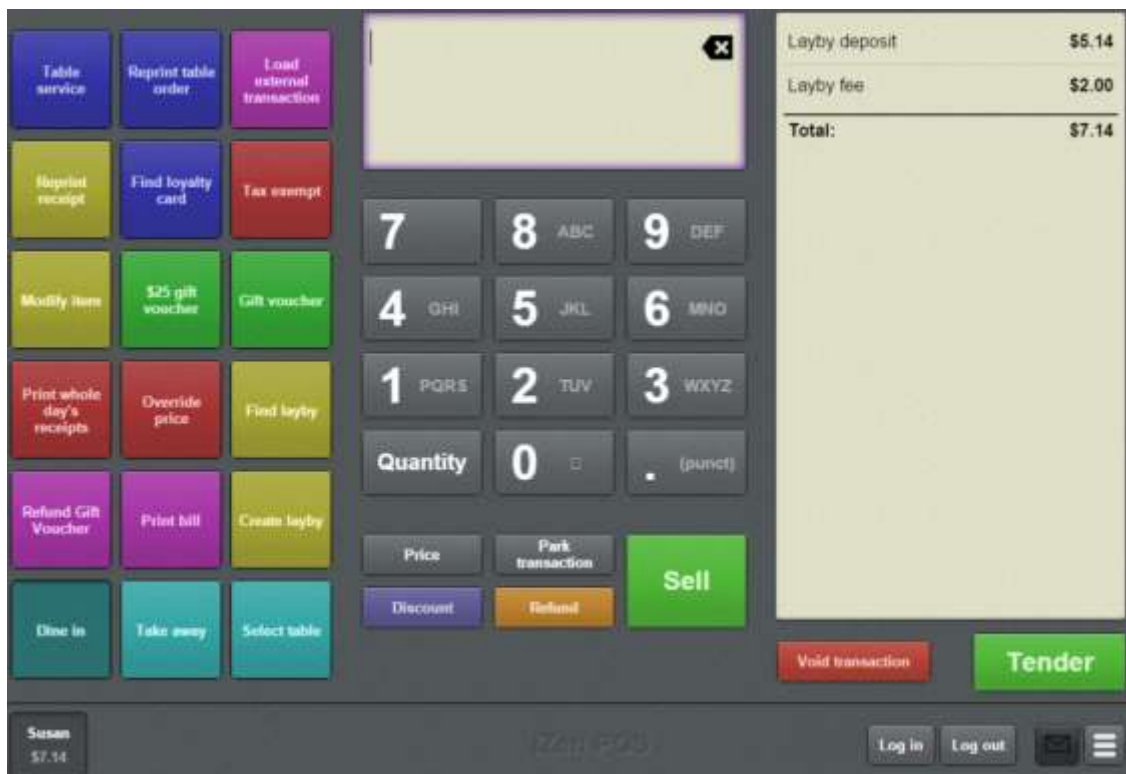 Table
service
Reprint table
order
Load
external
transaction
Reprint
receipt
Find loyalty
card
Tax exempt
Modify item
$25 gift
voucher
Gift voucher
Print whole
day's
receipts
Override
price
Find layby
Refund Gift
Voucher
Print bill
Create layby
Dine in
Take away
Select table
7
8 ABC
9 DEF
4 GHI
5 JKL
6 MNO
1 PQRS
2 TUV
3 WXYZ
Quantity
0
. (punct)
Price
Park
transaction
Sell
Discount
Refund
Layby deposit $5.14
Layby fee $2.00
Total: $7.14
Void transaction
Tender
Susan
$7.14
Log in
Log out